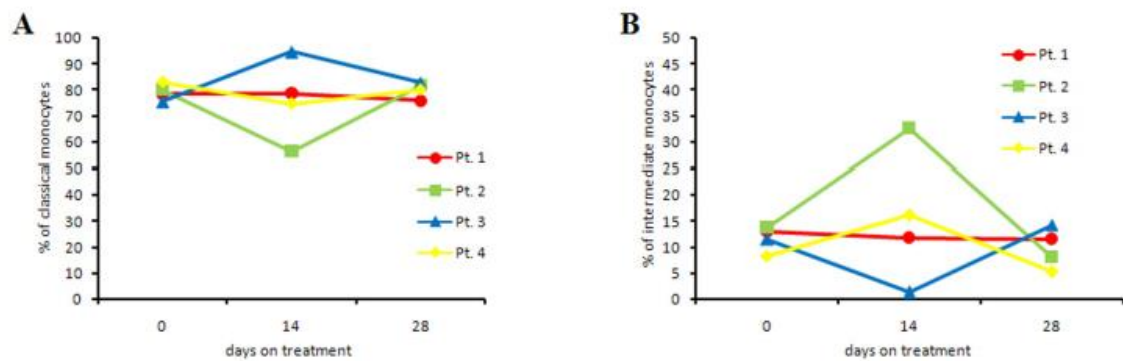 A
% of classical monocytes
100
90
80
70
60
50
40
30
20
10
0
0 14 28
days on treatment
Pt. 1
Pt. 2
Pt. 3
Pt. 4
B
% of intermediate monocytes
50
45
40
35
30
25
20
15
10
5
0
0 14 28
days on treatment
Pt. 1
Pt. 2
Pt. 3
Pt. 4